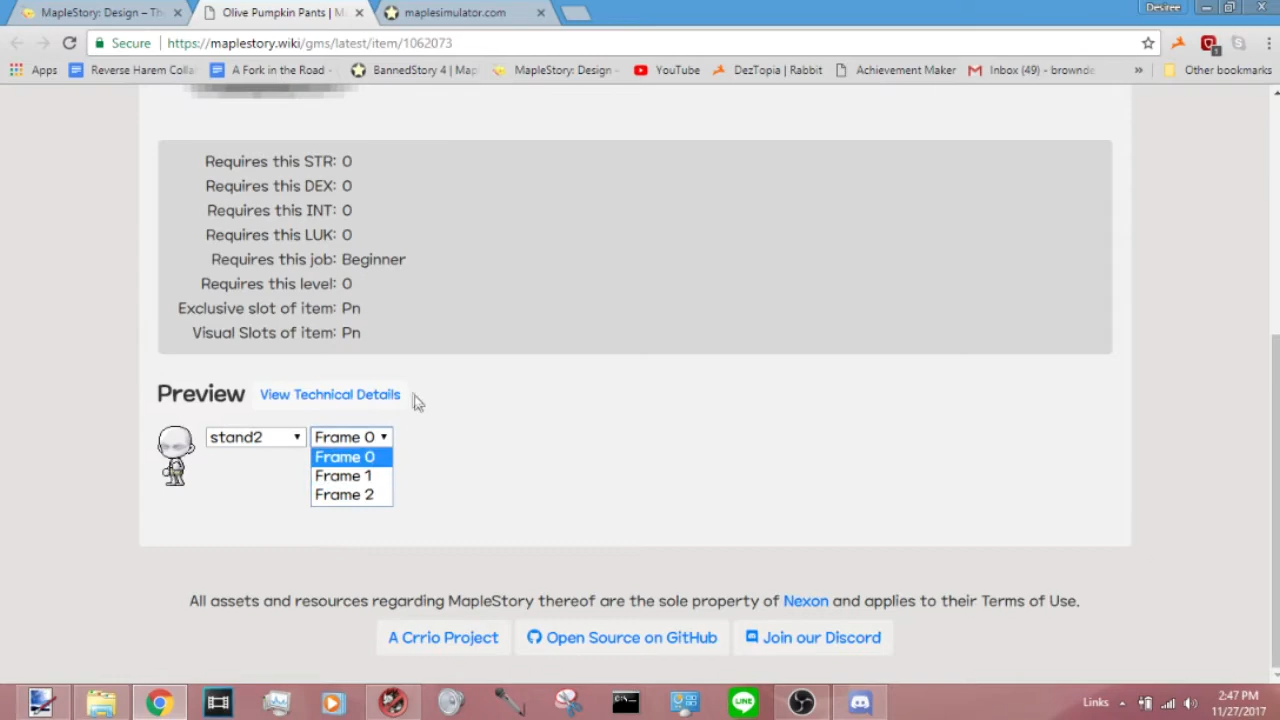 MapleStory: Design – Th
Olive Pumpkin Pants | M
maplesimulator.com
Desiree
Secure
https://maplestory.wiki/gms/latest/item/1062073
Apps
Reverse Harem Colla
A Fork in the Road -
BannedStory 4 | Map
MapleStory: Design -
YouTube
DezTopia | Rabbit
Achievement Maker
Inbox (49) - brownde
»
Other bookmarks
Requires this STR: 0
Requires this DEX: 0
Requires this INT: 0
Requires this LUK: 0
Requires this job: Beginner
Requires this level: 0
Exclusive slot of item: Pn
Visual Slots of item: Pn
Preview View Technical Details
stand2 Frame 0
Frame 0
Frame 1
Frame 2
All assets and resources regarding MapleStory thereof are the sole property of Nexon and applies to their Terms of Use.
A Crrio Project Open Source on GitHub Join our Discord
LINE
Links
2:47 PM
11/27/2017